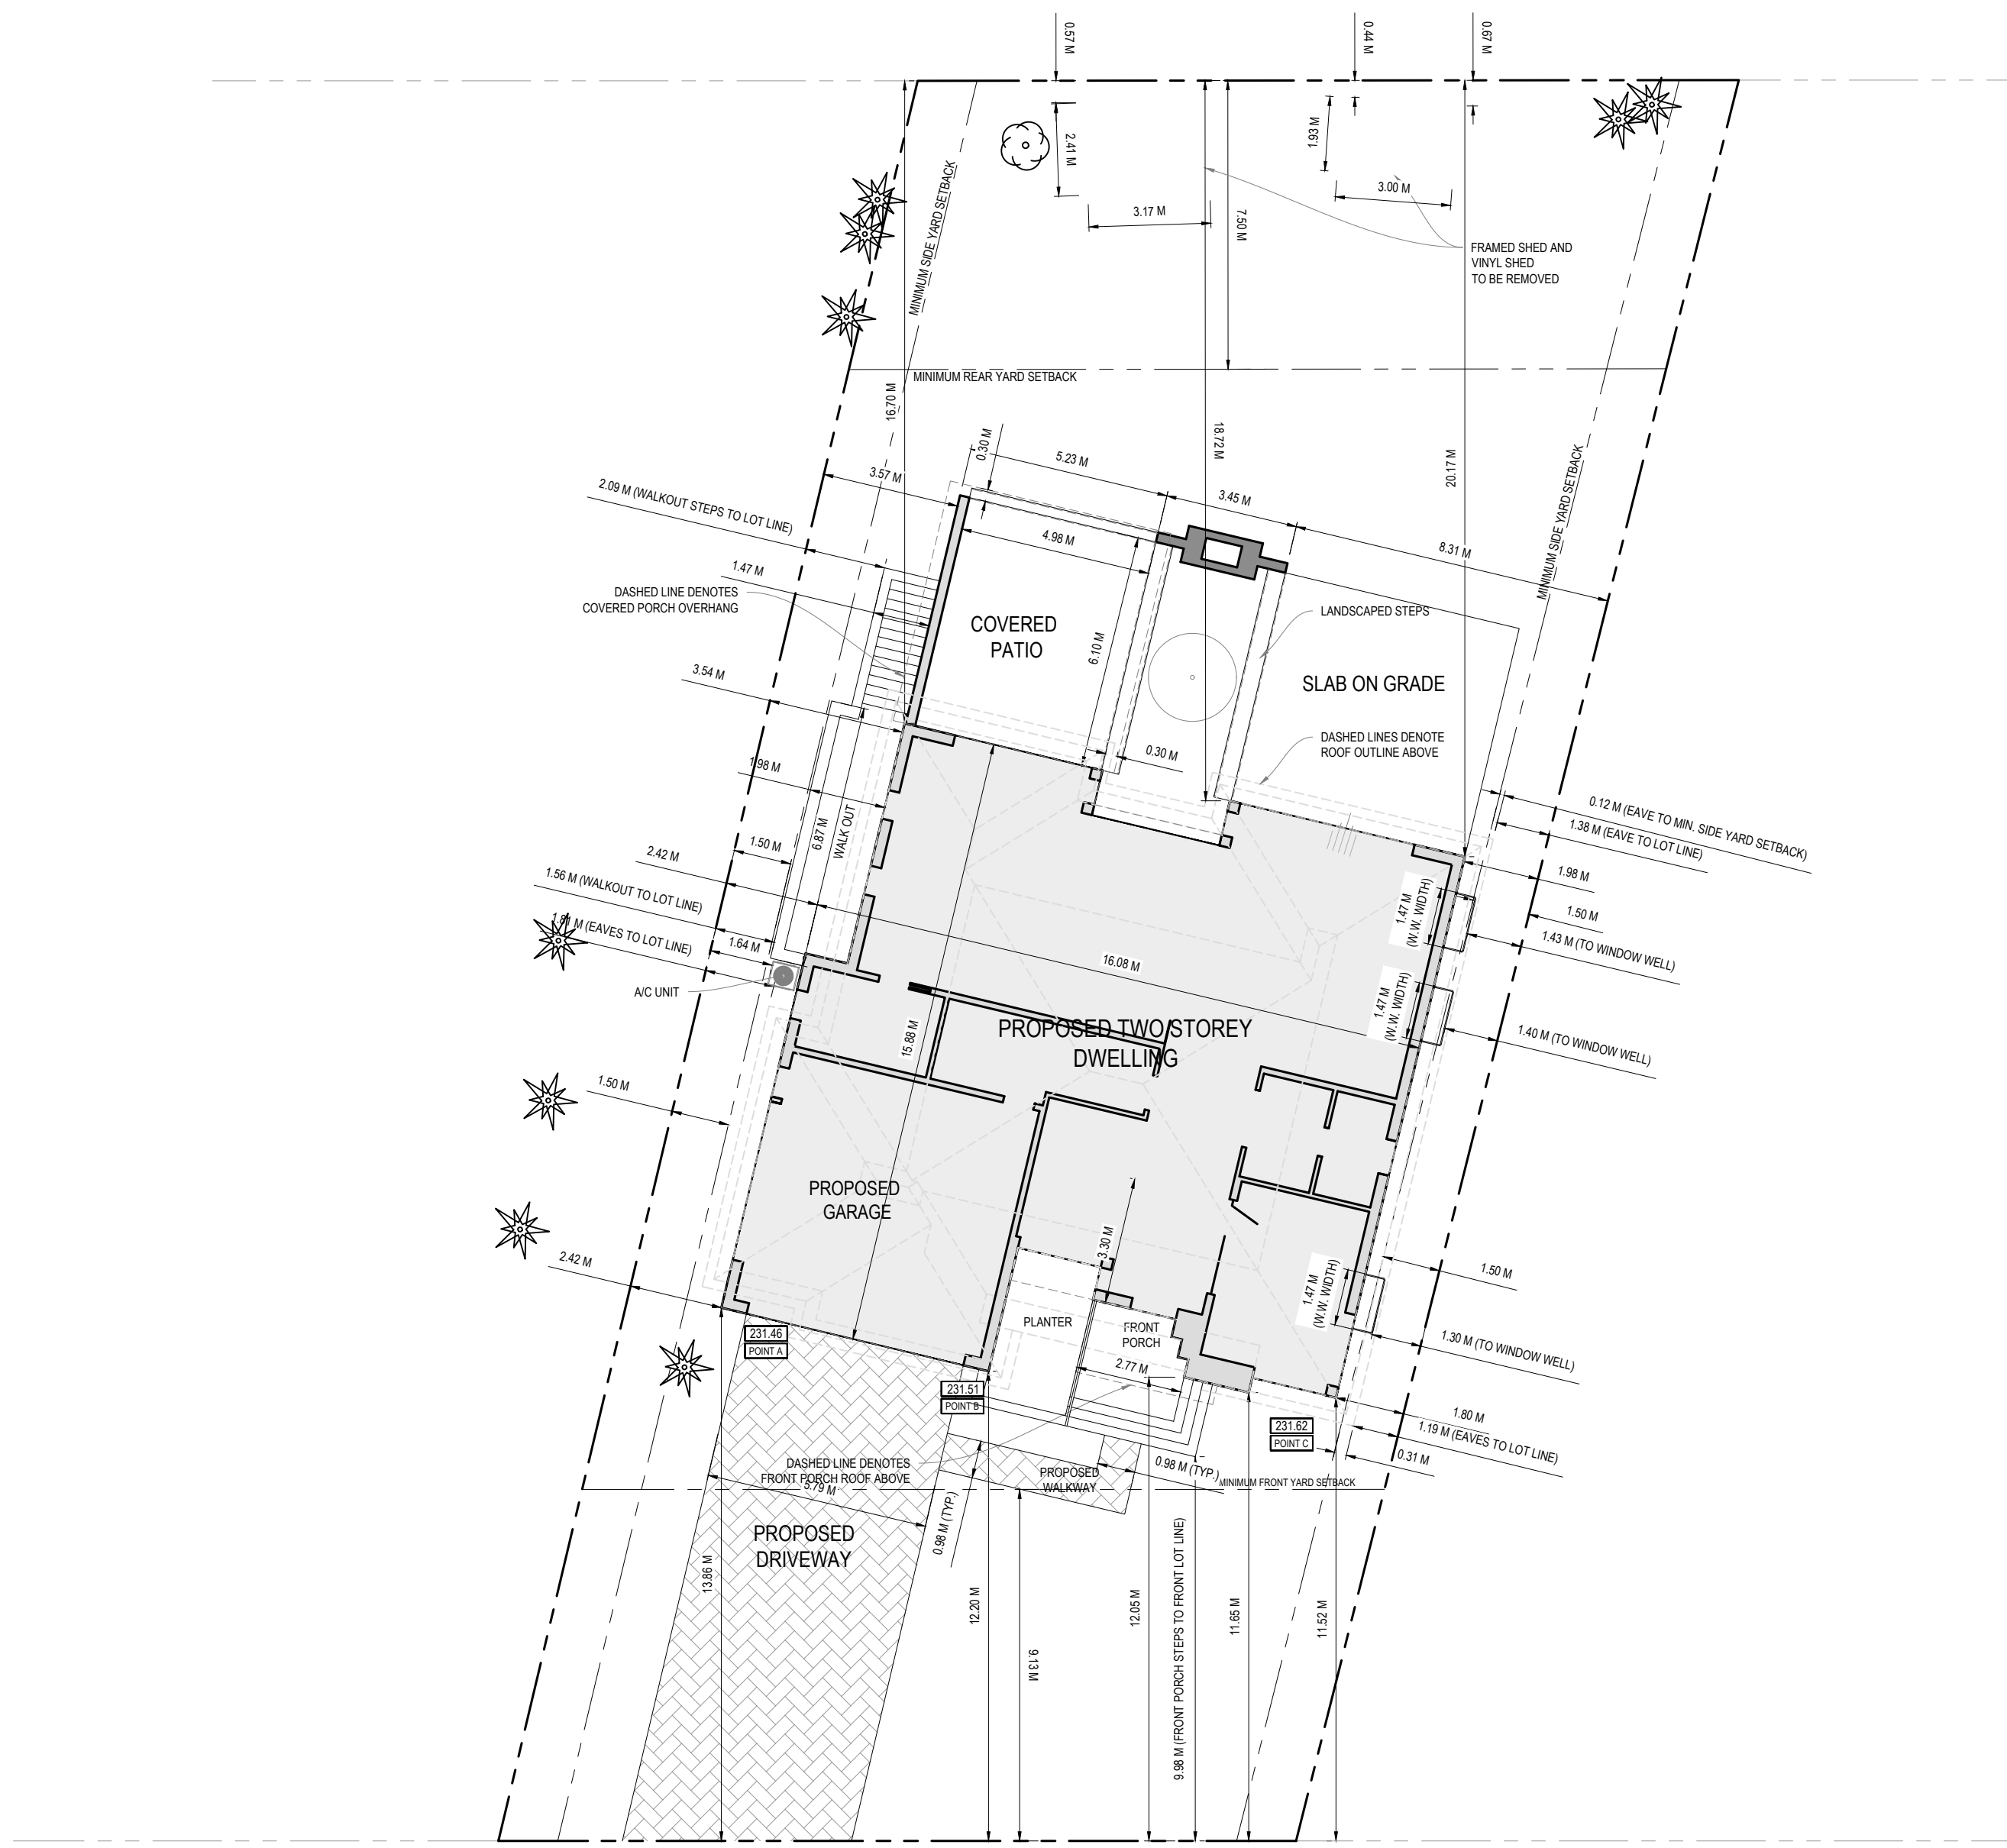 0.57 M
0.44 M
0.67 M
2.41 M
1.93 M
3.00 M
3.17 M
7.50 M
MINIMUM SIDE YARD SETBACK
FRAMED SHED AND
VINYL SHED
TO BE REMOVED
MINIMUM REAR YARD SETBACK
16.70 M
18.72 M
20.17 M
0.30 M
5.23 M
3.57 M
3.45 M
2.09 M (WALKOUT STEPS TO LOT LINE)
4.98 M
8.31 M
MINIMUM SIDE YARD SETBACK
1.47 M
DASHED LINE DENOTES
COVERED PORCH OVERHANG
COVERED
PATIO
6.10 M
LANDSCAPED STEPS
SLAB ON GRADE
3.54 M
DASHED LINES DENOTE
ROOF OUTLINE ABOVE
0.30 M
1.98 M
6.87 M
WALK OUT
0.12 M (EAVE TO MIN. SIDE YARD SETBACK)
1.38 M (EAVE TO LOT LINE)
1.50 M
2.42 M
1.98 M
1.56 M (WALKOUT TO LOT LINE)
1.47 M
(W.W. WIDTH)
1.50 M
1.81 M (EAVES TO LOT LINE)
1.64 M
1.43 M (TO WINDOW WELL)
16.08 M
A/C UNIT
1.47 M
(W.W. WIDTH)
15.88 M
PROPOSED TWO STOREY
DWELLING
1.40 M (TO WINDOW WELL)
1.50 M
PROPOSED
GARAGE
3.30 M
2.42 M
1.50 M
1.47 M
(W.W. WIDTH)
231.46
POINT A
PLANTER
FRONT
PORCH
1.30 M (TO WINDOW WELL)
2.77 M
231.51
POINT B
231.62
POINT C
1.80 M
1.19 M (EAVES TO LOT LINE)
0.31 M
DASHED LINE DENOTES
FRONT PORCH ROOF ABOVE
5.79 M
PROPOSED
WALKWAY
0.98 M (TYP.)
MINIMUM FRONT YARD SETBACK
0.98 M (TYP.)
PROPOSED
DRIVEWAY
13.86 M
12.20 M
9.13 M
12.05 M
9.98 M (FRONT PORCH STEPS TO FRONT LOT LINE)
11.65 M
11.52 M